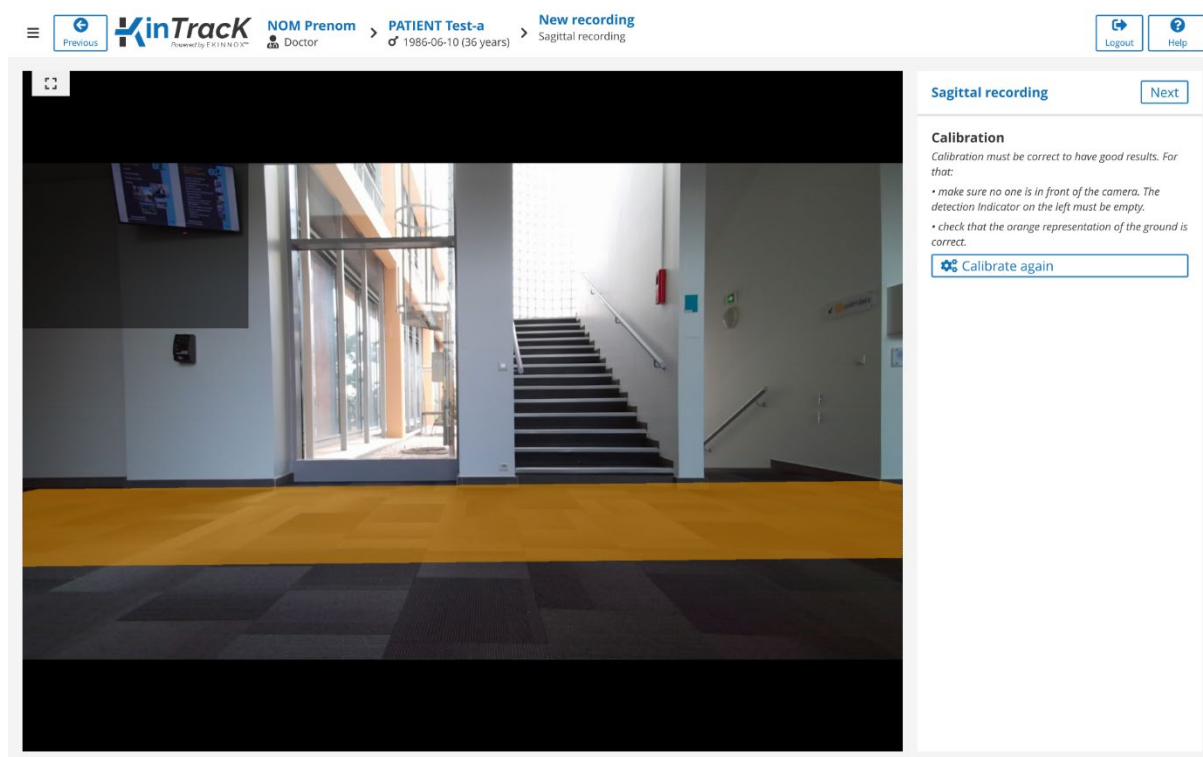 Previous
KinTracK
Powered by EKINNOX™
NOM Prenom
Doctor
PATIENT Test-a
1986-06-10 (36 years)
New recording
Sagittal recording
Logout
Help
Sagittal recording
Next
Calibration
Calibration must be correct to have good results. For
that:
• make sure no one is in front of the camera. The
detection Indicator on the left must be empty.
• check that the orange representation of the ground is
correct.
Calibrate again